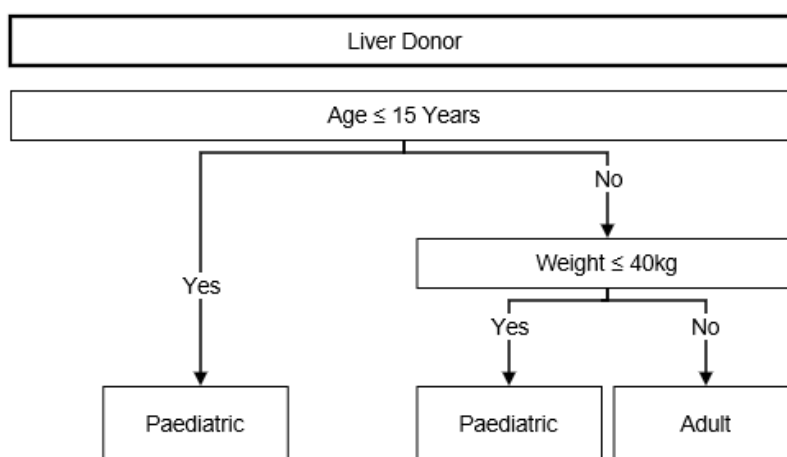 Liver Donor
Age ≤ 15 Years
No
Weight ≤ 40kg
Yes
Yes
No
Paediatric
Paediatric
Adult